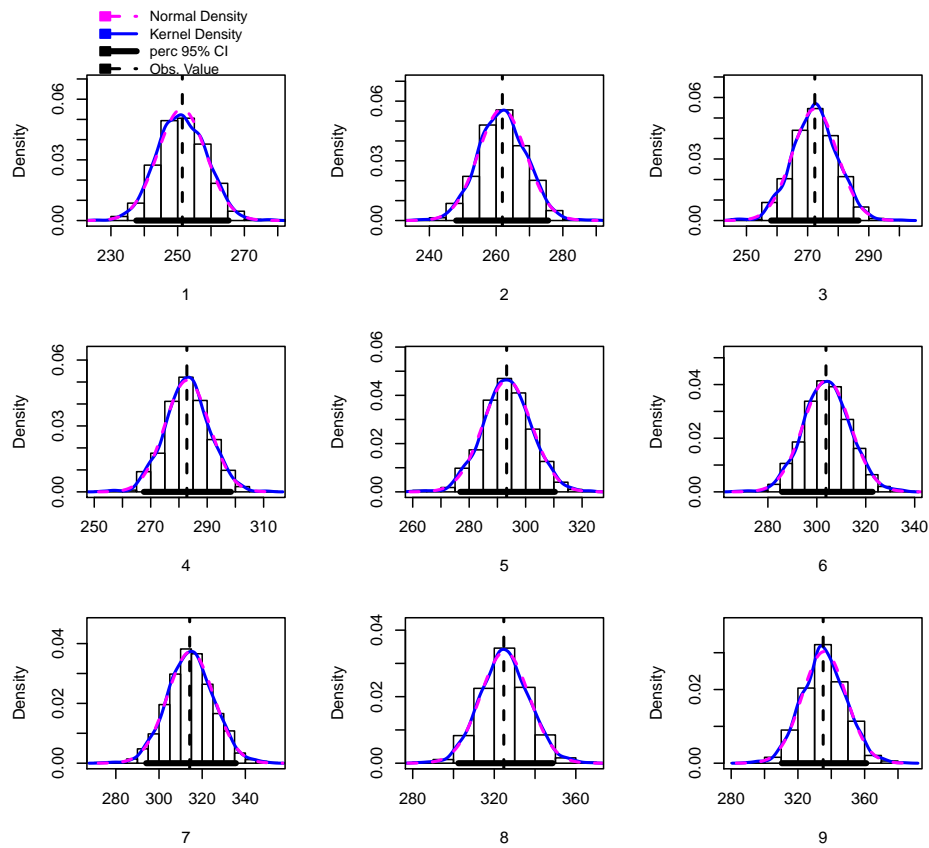 Normal Density
Kernel Density
perc 95% CI
Obs. Value
Density
0.00 0.03 0.06
230 250 270
1
Density
0.00 0.03 0.06
240 260 280
2
Density
0.00 0.03 0.06
250 270 290
3
Density
0.00 0.03 0.06
250 270 290 310
4
Density
0.00 0.02 0.04 0.06
260 280 300 320
5
Density
0.00 0.02 0.04
280 300 320 340
6
Density
0.00 0.02 0.04
280 300 320 340
7
Density
0.00 0.02 0.04
280 320 360
8
Density
0.00 0.02
280 320 360
9